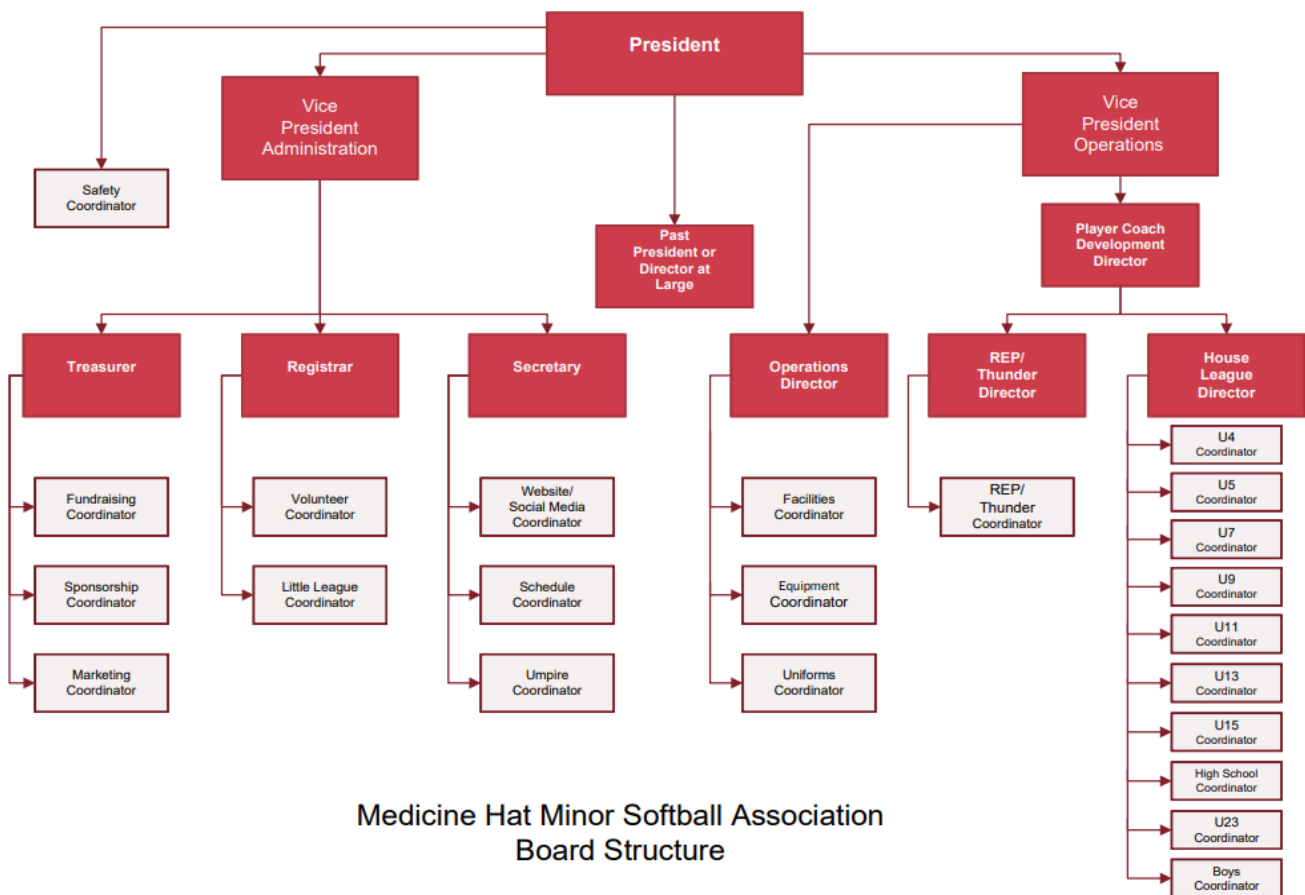 President
Vice
President
Administration
Vice
President
Operations
Safety
Coordinator
Past
President or
Director at
Large
Player Coach
Development
Director
Treasurer
Registrar
Secretary
Operations
Director
REP/
Thunder
Director
House
League
Director
Fundraising
Coordinator
Sponsorship
Coordinator
Marketing
Coordinator
Volunteer
Coordinator
Little League
Coordinator
Website/
Social Media
Coordinator
Schedule
Coordinator
Umpire
Coordinator
Facilities
Coordinator
Equipment
Coordinator
Uniforms
Coordinator
REP/
Thunder
Coordinator
U4
Coordinator
U5
Coordinator
U7
Coordinator
U9
Coordinator
U11
Coordinator
U13
Coordinator
U15
Coordinator
High School
Coordinator
U23
Coordinator
Boys
Coordinator
Medicine Hat Minor Softball Association
Board Structure